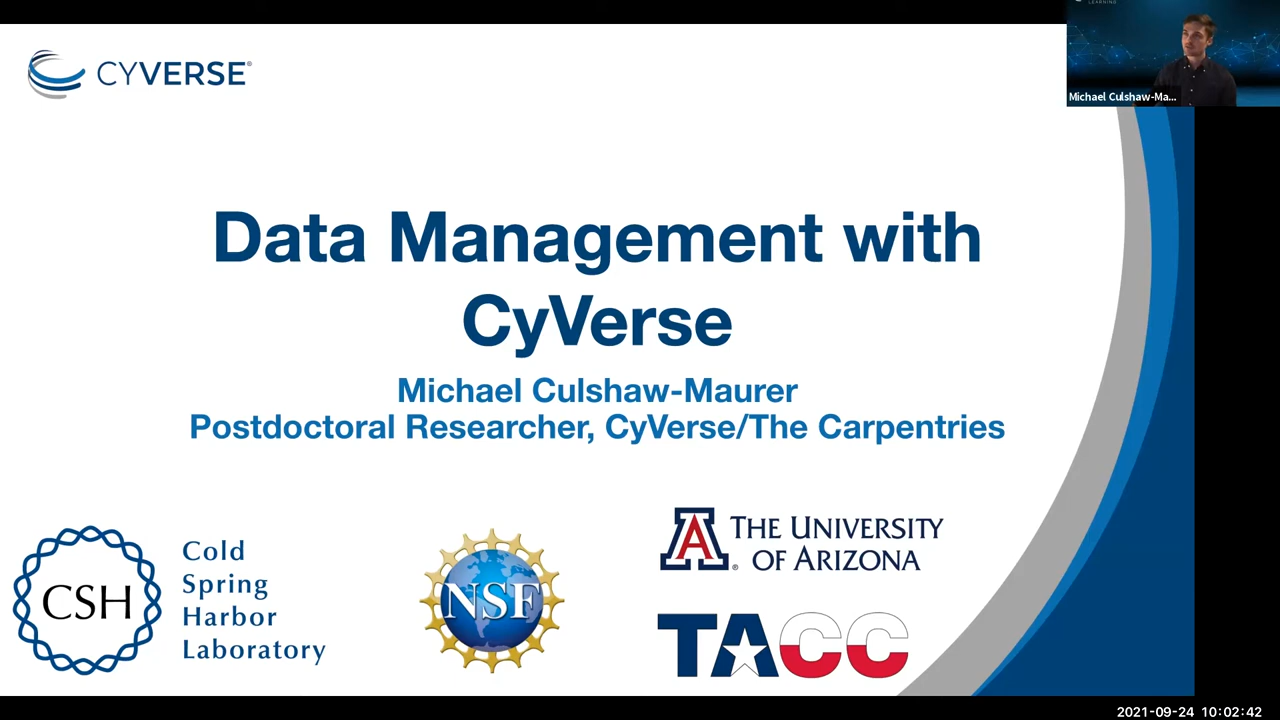 LEARNING
CYVERSE®
Michael Culshaw-Ma...
Data Management with
CyVerse
Michael Culshaw-Maurer
Postdoctoral Researcher, CyVerse/The Carpentries
CSH
Cold
Spring
Harbor
Laboratory
NSF
A®
THE UNIVERSITY
OF ARIZONA
TACC
2021-09-24 10:02:42